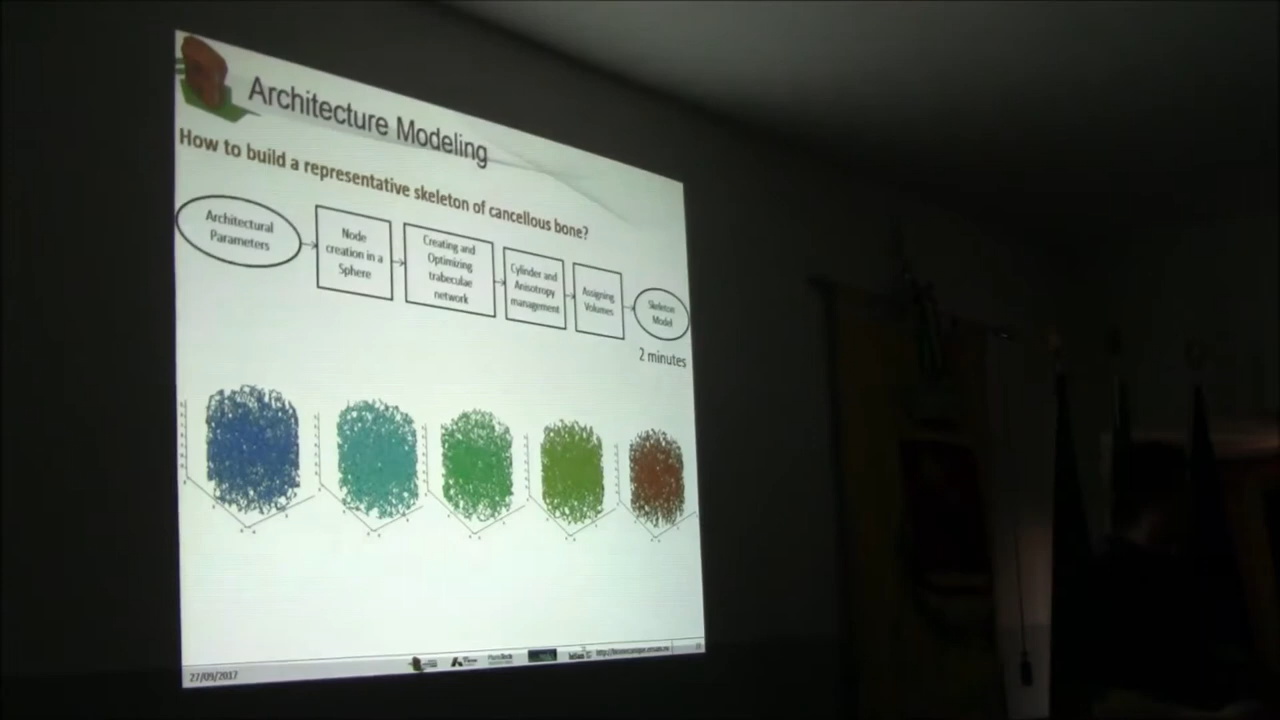 Architecture Modeling
How to build a representative skeleton of cancellous bone?
Architectural
Parameters
Node
creation in a
Sphere
Creating and
Optimizing
trabeculae
network
Cylinder and
Anisotropy
management
Assigning
Volumes
Skeleton
Model
2 minutes
27/09/2017
ParisTech